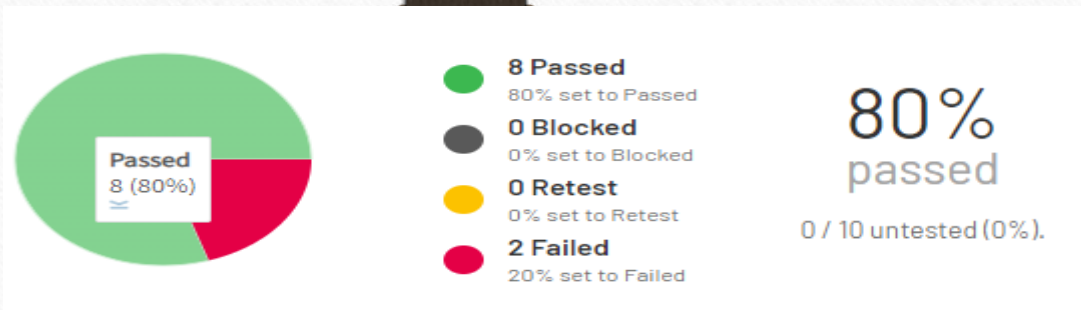 Passed
8 (80%)
8 Passed
80% set to Passed
0 Blocked
0% set to Blocked
0 Retest
0% set to Retest
2 Failed
20% set to Failed
80%
passed
0 / 10 untested (0%).